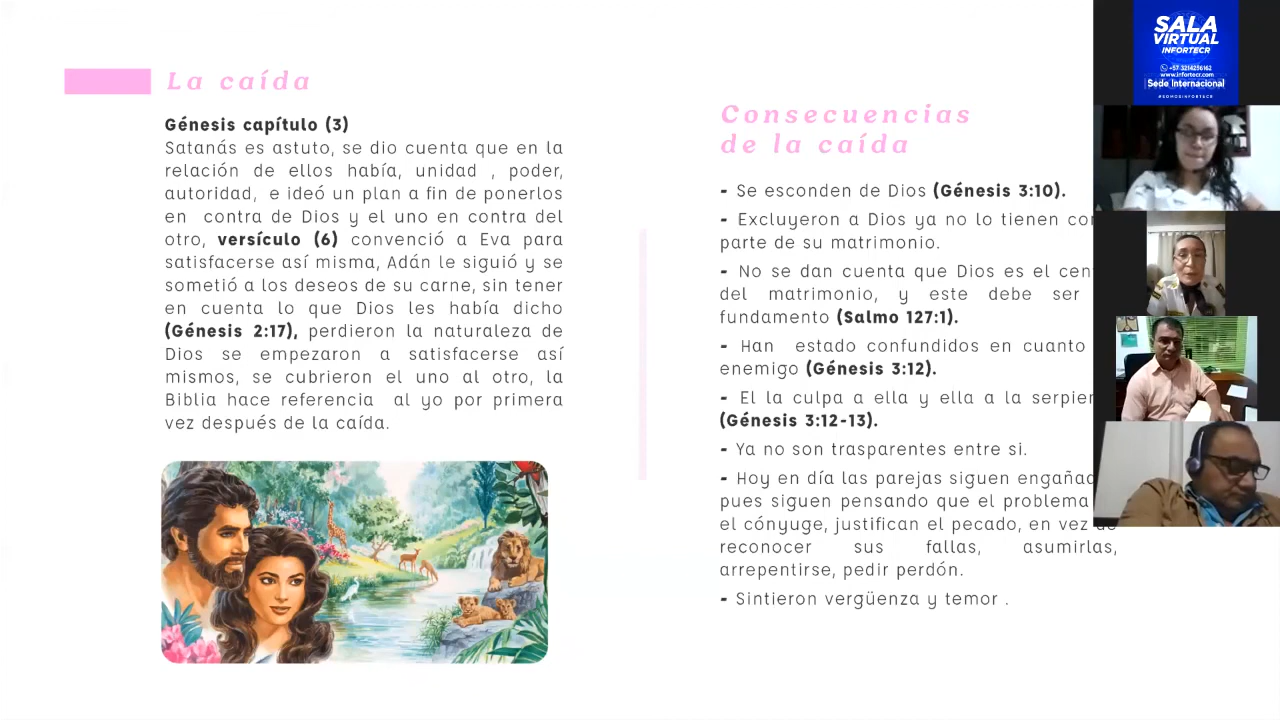 La caída
Génesis capítulo (3)
Satanás es astuto, se dio cuenta que en la
relación de ellos había, unidad , poder,
autoridad, e ideó un plan a fin de ponerlos
en contra de Dios y el uno en contra del
otro, versículo (6) convenció a Eva para
satisfacerse así misma, Adán le siguió y se
sometió a los deseos de su carne, sin tener
en cuenta lo que Dios les había dicho
(Génesis 2:17), perdieron la naturaleza de
Dios se empezaron a satisfacerse así
mismos, se cubrieron el uno al otro, la
Biblia hace referencia al yo por primera
vez después de la caída.
Consecuencias
de la caída
- Se esconden de Dios (Génesis 3:10).
- Excluyeron a Dios ya no lo tienen
parte de su matrimonio.
- No se dan cuenta que Dios es el
del matrimonio, y este debe ser
fundamento (Salmo 127:1).
- Han estado confundidos en cuanto
enemigo (Génesis 3:12).
- El la culpa a ella y ella a la
(Génesis 3:12-13).
- Ya no son trasparentes entre si.
- Hoy en día las parejas siguen
pues siguen pensando que el problema
el cónyuge, justifican el pecado, en vez
reconocer sus fallas, asumirlas,
arrepentirse, pedir perdón.
- Sintieron vergüenza y temor .
SALA
VIRTUAL
INFORTECR
+57 3214296162
www.infortecr.com
Sede Internacional
#SOMOSINFORTECR